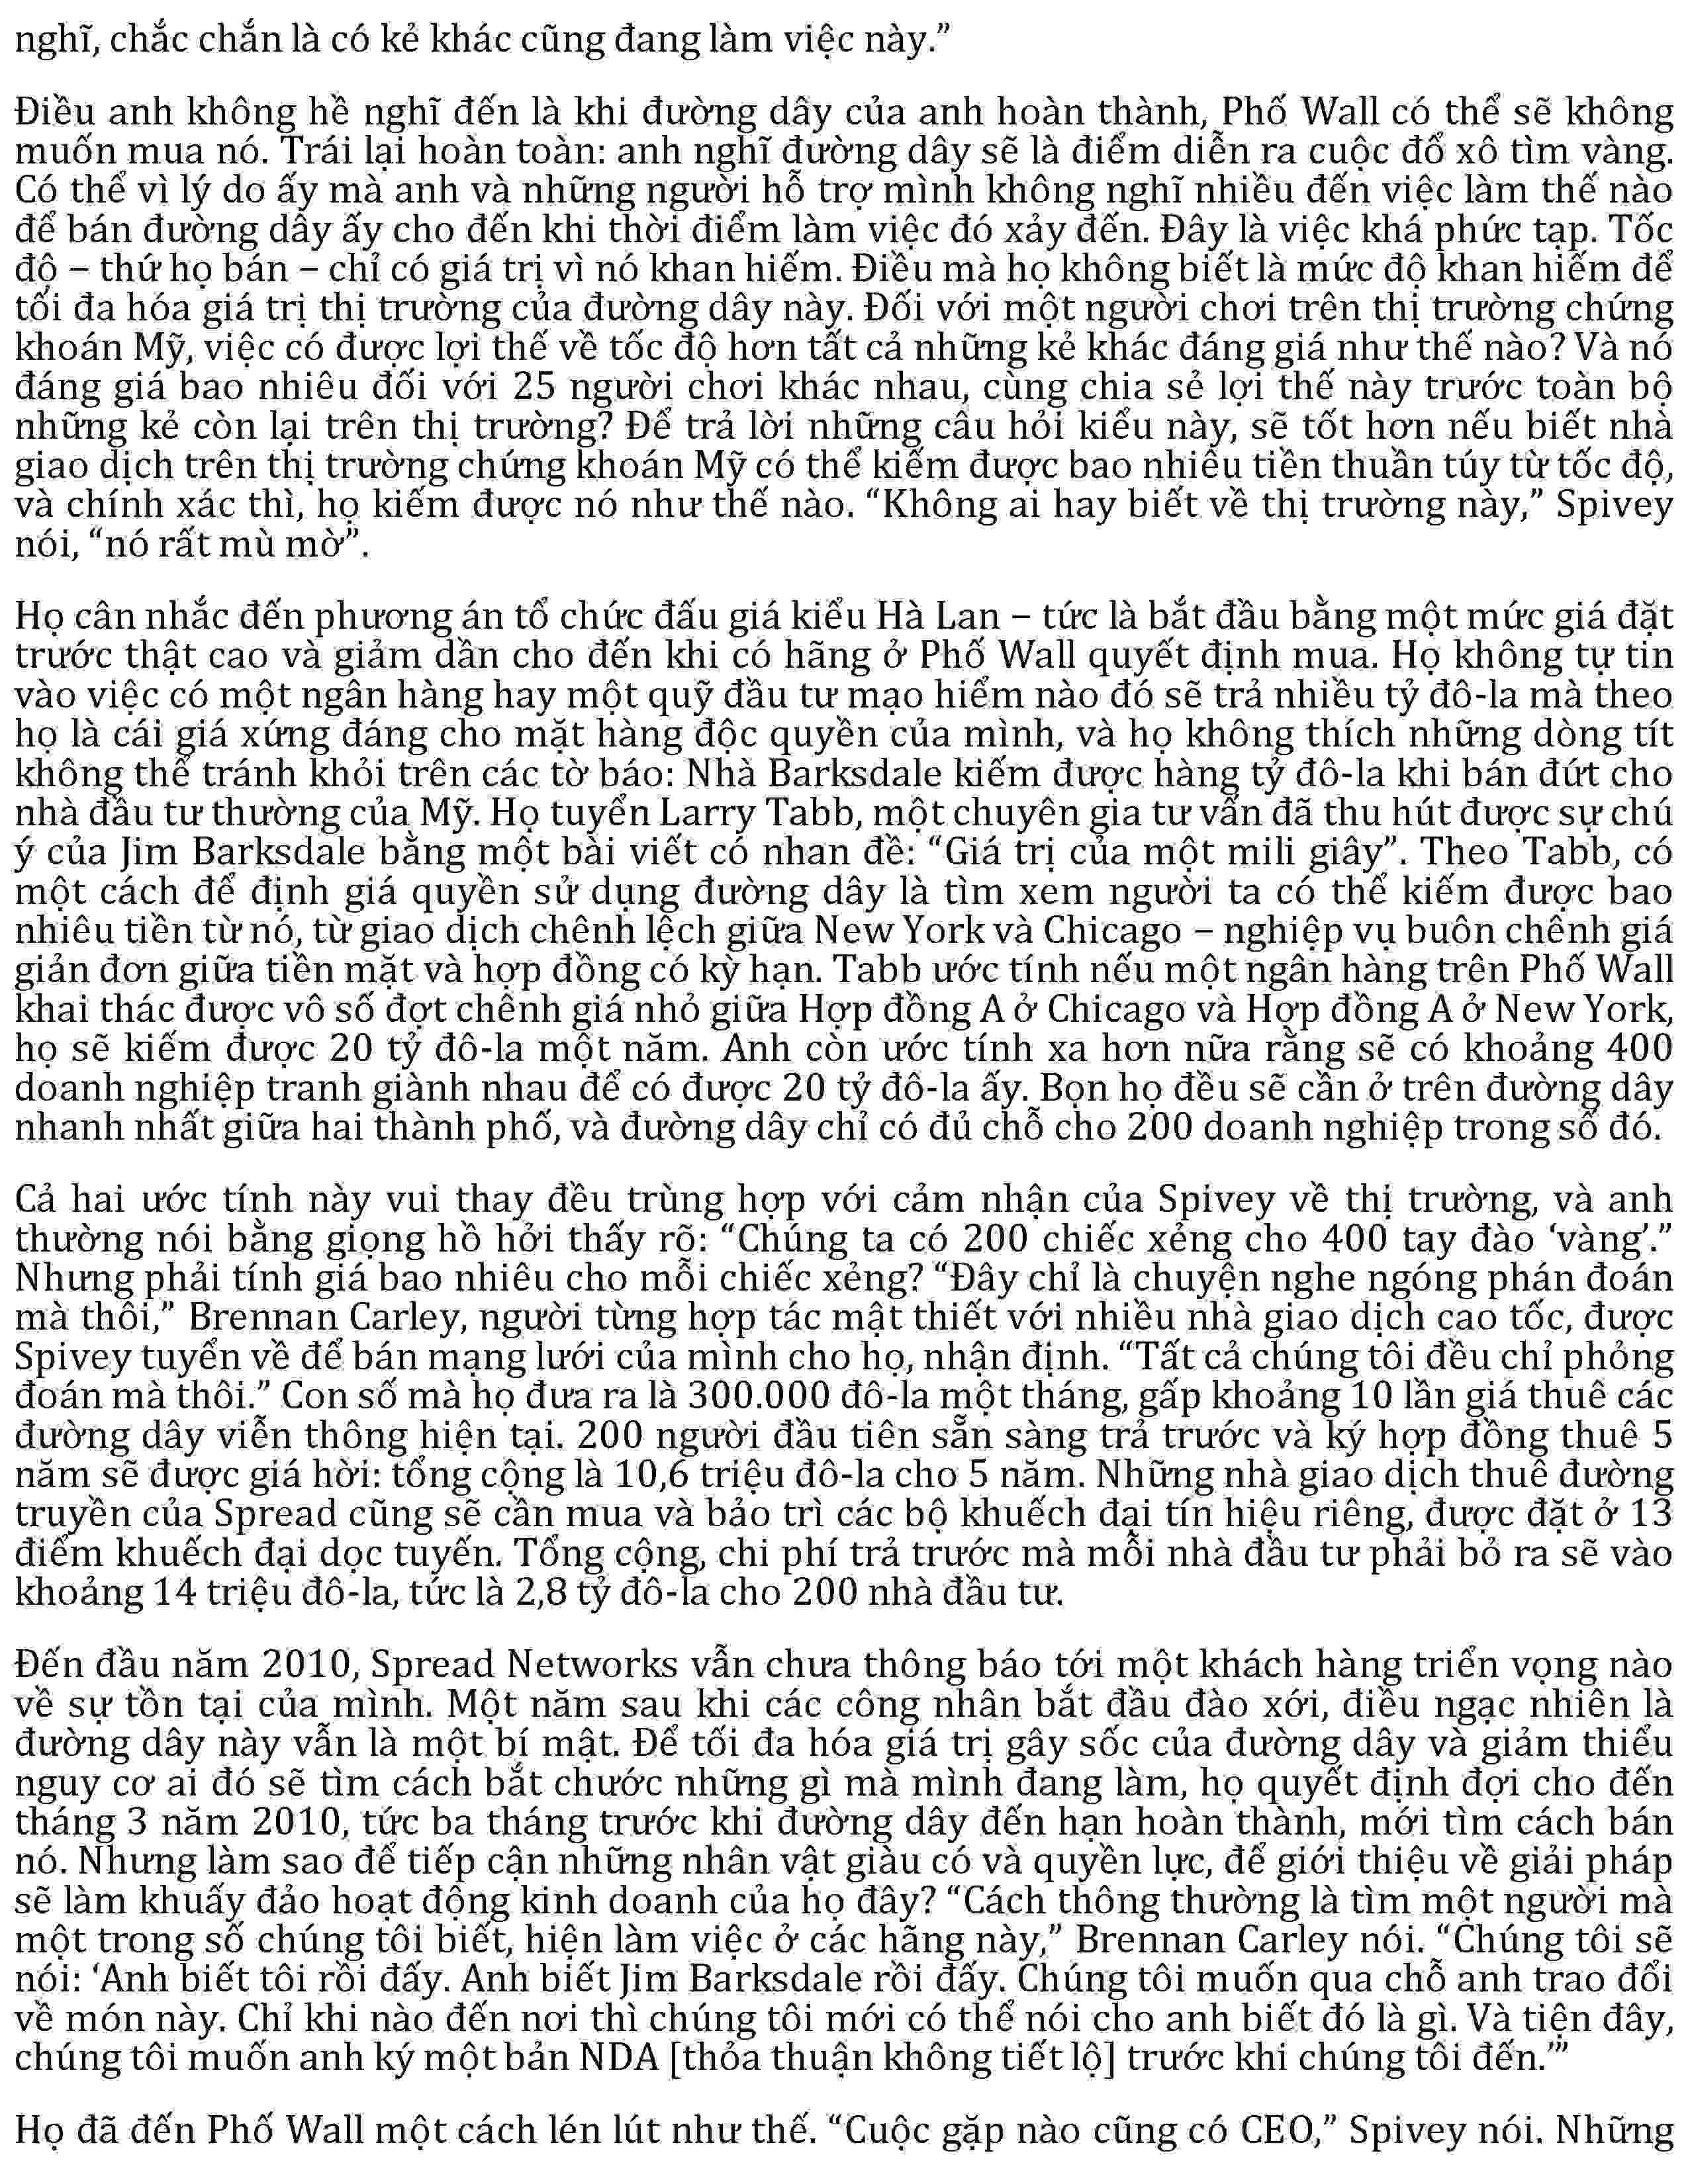 nghĩ, chắc chắn là có kẻ khác cũng đang làm việc này.”
Điều anh không hề nghĩ đến là khi đường dây của anh hoàn thành, Phố Wall có thể sẽ không
muốn mua nó. Trái lại hoàn toàn: anh nghĩ đường dây sẽ là điểm diễn ra cuộc đổ xô tìm vàng.
Có thể vì lý do ấy mà anh và những người hỗ trợ mình không nghĩ nhiều đến việc làm thế nào
để bán đường dây ấy cho đến khi thời điểm làm việc đó xảy đến. Đây là việc khá phức tạp. Tốc
độ – thứ họ bán – chỉ có giá trị vì nó khan hiếm. Điều mà họ không biết là mức độ khan hiếm để
tối đa hóa giá trị thị trường của đường dây này. Đối với một người chơi trên thị trường chứng
khoán Mỹ, việc có được lợi thế về tốc độ hơn tất cả những kẻ khác đáng giá như thế nào? Và nó
đáng giá bao nhiêu đối với 25 người chơi khác nhau, cùng chia sẻ lợi thế này trước toàn bộ
những kẻ còn lại trên thị trường? Để trả lời những câu hỏi kiểu này, sẽ tốt hơn nếu biết nhà
giao dịch trên thị trường chứng khoán Mỹ có thể kiếm được bao nhiêu tiền thuần túy từ tốc độ,
và chính xác thì, họ kiếm được nó như thế nào. “Không ai hay biết về thị trường này,” Spivey
nói, “nó rất mù mờ”.
Họ cân nhắc đến phương án tổ chức đấu giá kiểu Hà Lan – tức là bắt đầu bằng một mức giá đặt
trước thật cao và giảm dần cho đến khi có hãng ở Phố Wall quyết định mua. Họ không tự tin
vào việc có một ngân hàng hay một quỹ đầu tư mạo hiểm nào đó sẽ trả nhiều tỷ đô-la mà theo
họ là cái giá xứng đáng cho mặt hàng độc quyền của mình, và họ không thích những dòng tít
không thể tránh khỏi trên các tờ báo: Nhà Barksdale kiếm được hàng tỷ đô-la khi bán đứt cho
nhà đầu tư thường của Mỹ. Họ tuyển Larry Tabb, một chuyên gia tư vấn đã thu hút được sự chú
ý của Jim Barksdale bằng một bài viết có nhan đề: “Giá trị của một mili giây”. Theo Tabb, có
một cách để định giá quyền sử dụng đường dây là tìm xem người ta có thể kiếm được bao
nhiêu tiền từ nó, từ giao dịch chênh lệch giữa New York và Chicago – nghiệp vụ buôn chênh giá
giản đơn giữa tiền mặt và hợp đồng có kỳ hạn. Tabb ước tính nếu một ngân hàng trên Phố Wall
khai thác được vô số đợt chênh giá nhỏ giữa Hợp đồng A ở Chicago và Hợp đồng A ở New York,
họ sẽ kiếm được 20 tỷ đô-la một năm. Anh còn ước tính xa hơn nữa rằng sẽ có khoảng 400
doanh nghiệp tranh giành nhau để có được 20 tỷ đô-la ấy. Bọn họ đều sẽ cần ở trên đường dây
nhanh nhất giữa hai thành phố, và đường dây chỉ có đủ chỗ cho 200 doanh nghiệp trong số đó.
Cả hai ước tính này vui thay đều trùng hợp với cảm nhận của Spivey về thị trường, và anh
thường nói bằng giọng hồ hởi thấy rõ: “Chúng ta có 200 chiếc xẻng cho 400 tay đào ‘vàng’.”
Nhưng phải tính giá bao nhiêu cho mỗi chiếc xẻng? “Đây chỉ là chuyện nghe ngóng phán đoán
mà thôi,” Brennan Carley, người từng hợp tác mật thiết với nhiều nhà giao dịch cao tốc, được
Spivey tuyển về để bán mạng lưới của mình cho họ, nhận định. “Tất cả chúng tôi đều chỉ phỏng
đoán mà thôi.” Con số mà họ đưa ra là 300.000 đô-la một tháng, gấp khoảng 10 lần giá thuê các
đường dây viễn thông hiện tại. 200 người đầu tiên sẵn sàng trả trước và ký hợp đồng thuê 5
năm sẽ được giá hời: tổng cộng là 10,6 triệu đô-la cho 5 năm. Những nhà giao dịch thuê đường
truyền của Spread cũng sẽ cần mua và bảo trì các bộ khuếch đại tín hiệu riêng, được đặt ở 13
điểm khuếch đại dọc tuyến. Tổng cộng, chi phí trả trước mà mỗi nhà đầu tư phải bỏ ra sẽ vào
khoảng 14 triệu đô-la, tức là 2,8 tỷ đô-la cho 200 nhà đầu tư.
Đến đầu năm 2010, Spread Networks vẫn chưa thông báo tới một khách hàng triển vọng nào
về sự tồn tại của mình. Một năm sau khi các công nhân bắt đầu đào xới, điều ngạc nhiên là
đường dây này vẫn là một bí mật. Để tối đa hóa giá trị gây sốc của đường dây và giảm thiểu
nguy cơ ai đó sẽ tìm cách bắt chước những gì mà mình đang làm, họ quyết định đợi cho đến
tháng 3 năm 2010, tức ba tháng trước khi đường dây đến hạn hoàn thành, mới tìm cách bán
nó. Nhưng làm sao để tiếp cận những nhân vật giàu có và quyền lực, để giới thiệu về giải pháp
sẽ làm khuấy đảo hoạt động kinh doanh của họ đây? “Cách thông thường là tìm một người mà
một trong số chúng tôi biết, hiện làm việc ở các hãng này,” Brennan Carley nói. “Chúng tôi sẽ
nói: ‘Anh biết tôi rồi đấy. Anh biết Jim Barksdale rồi đấy. Chúng tôi muốn qua chỗ anh trao đổi
về món này. Chỉ khi nào đến nơi thì chúng tôi mới có thể nói cho anh biết đó là gì. Và tiện đây,
chúng tôi muốn anh ký một bản NDA [thỏa thuận không tiết lộ] trước khi chúng tôi đến.’”
Họ đã đến Phố Wall một cách lén lút như thế. “Cuộc gặp nào cũng có CEO,” Spivey nói. Những